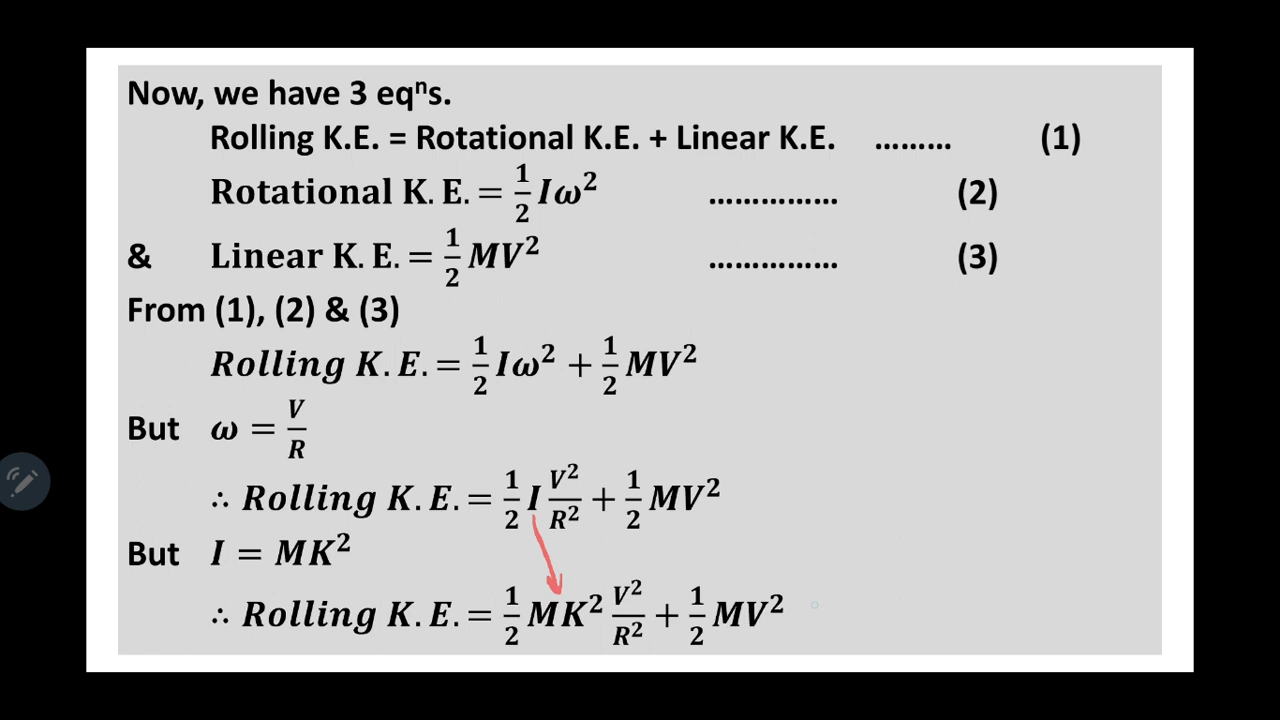 Now, we have 3 eqⁿs.
Rolling K.E. = Rotational K.E. + Linear K.E. ……… (1)
Rotational K. E. = 1/2 Iω² …………… (2)
& Linear K. E. = 1/2 MV² …………… (3)
From (1), (2) & (3)
Rolling K. E. = 1/2 Iω² + 1/2 MV²
But ω = V/R
∴ Rolling K. E. = 1/2 I V²/R² + 1/2 MV²
But I = MK²
∴ Rolling K. E. = 1/2 MK² V²/R² + 1/2 MV²